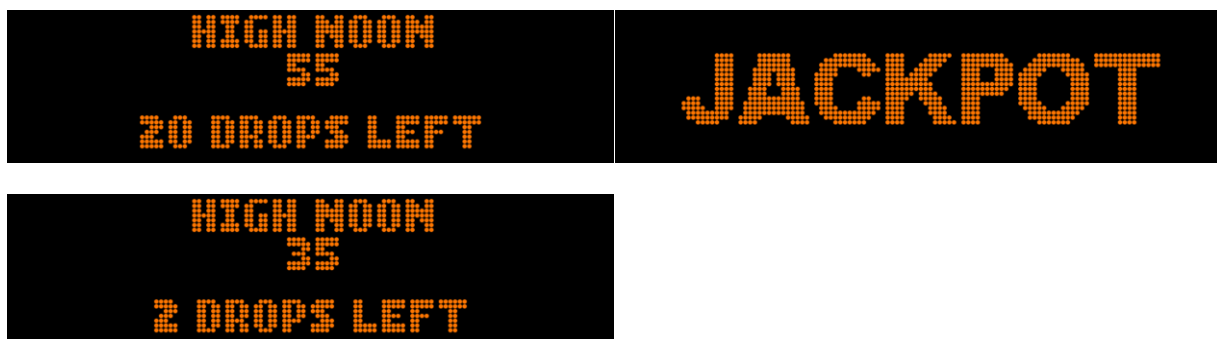 HIGH NOON
55
20 DROPS LEFT
JACKPOT
HIGH NOON
35
2 DROPS LEFT